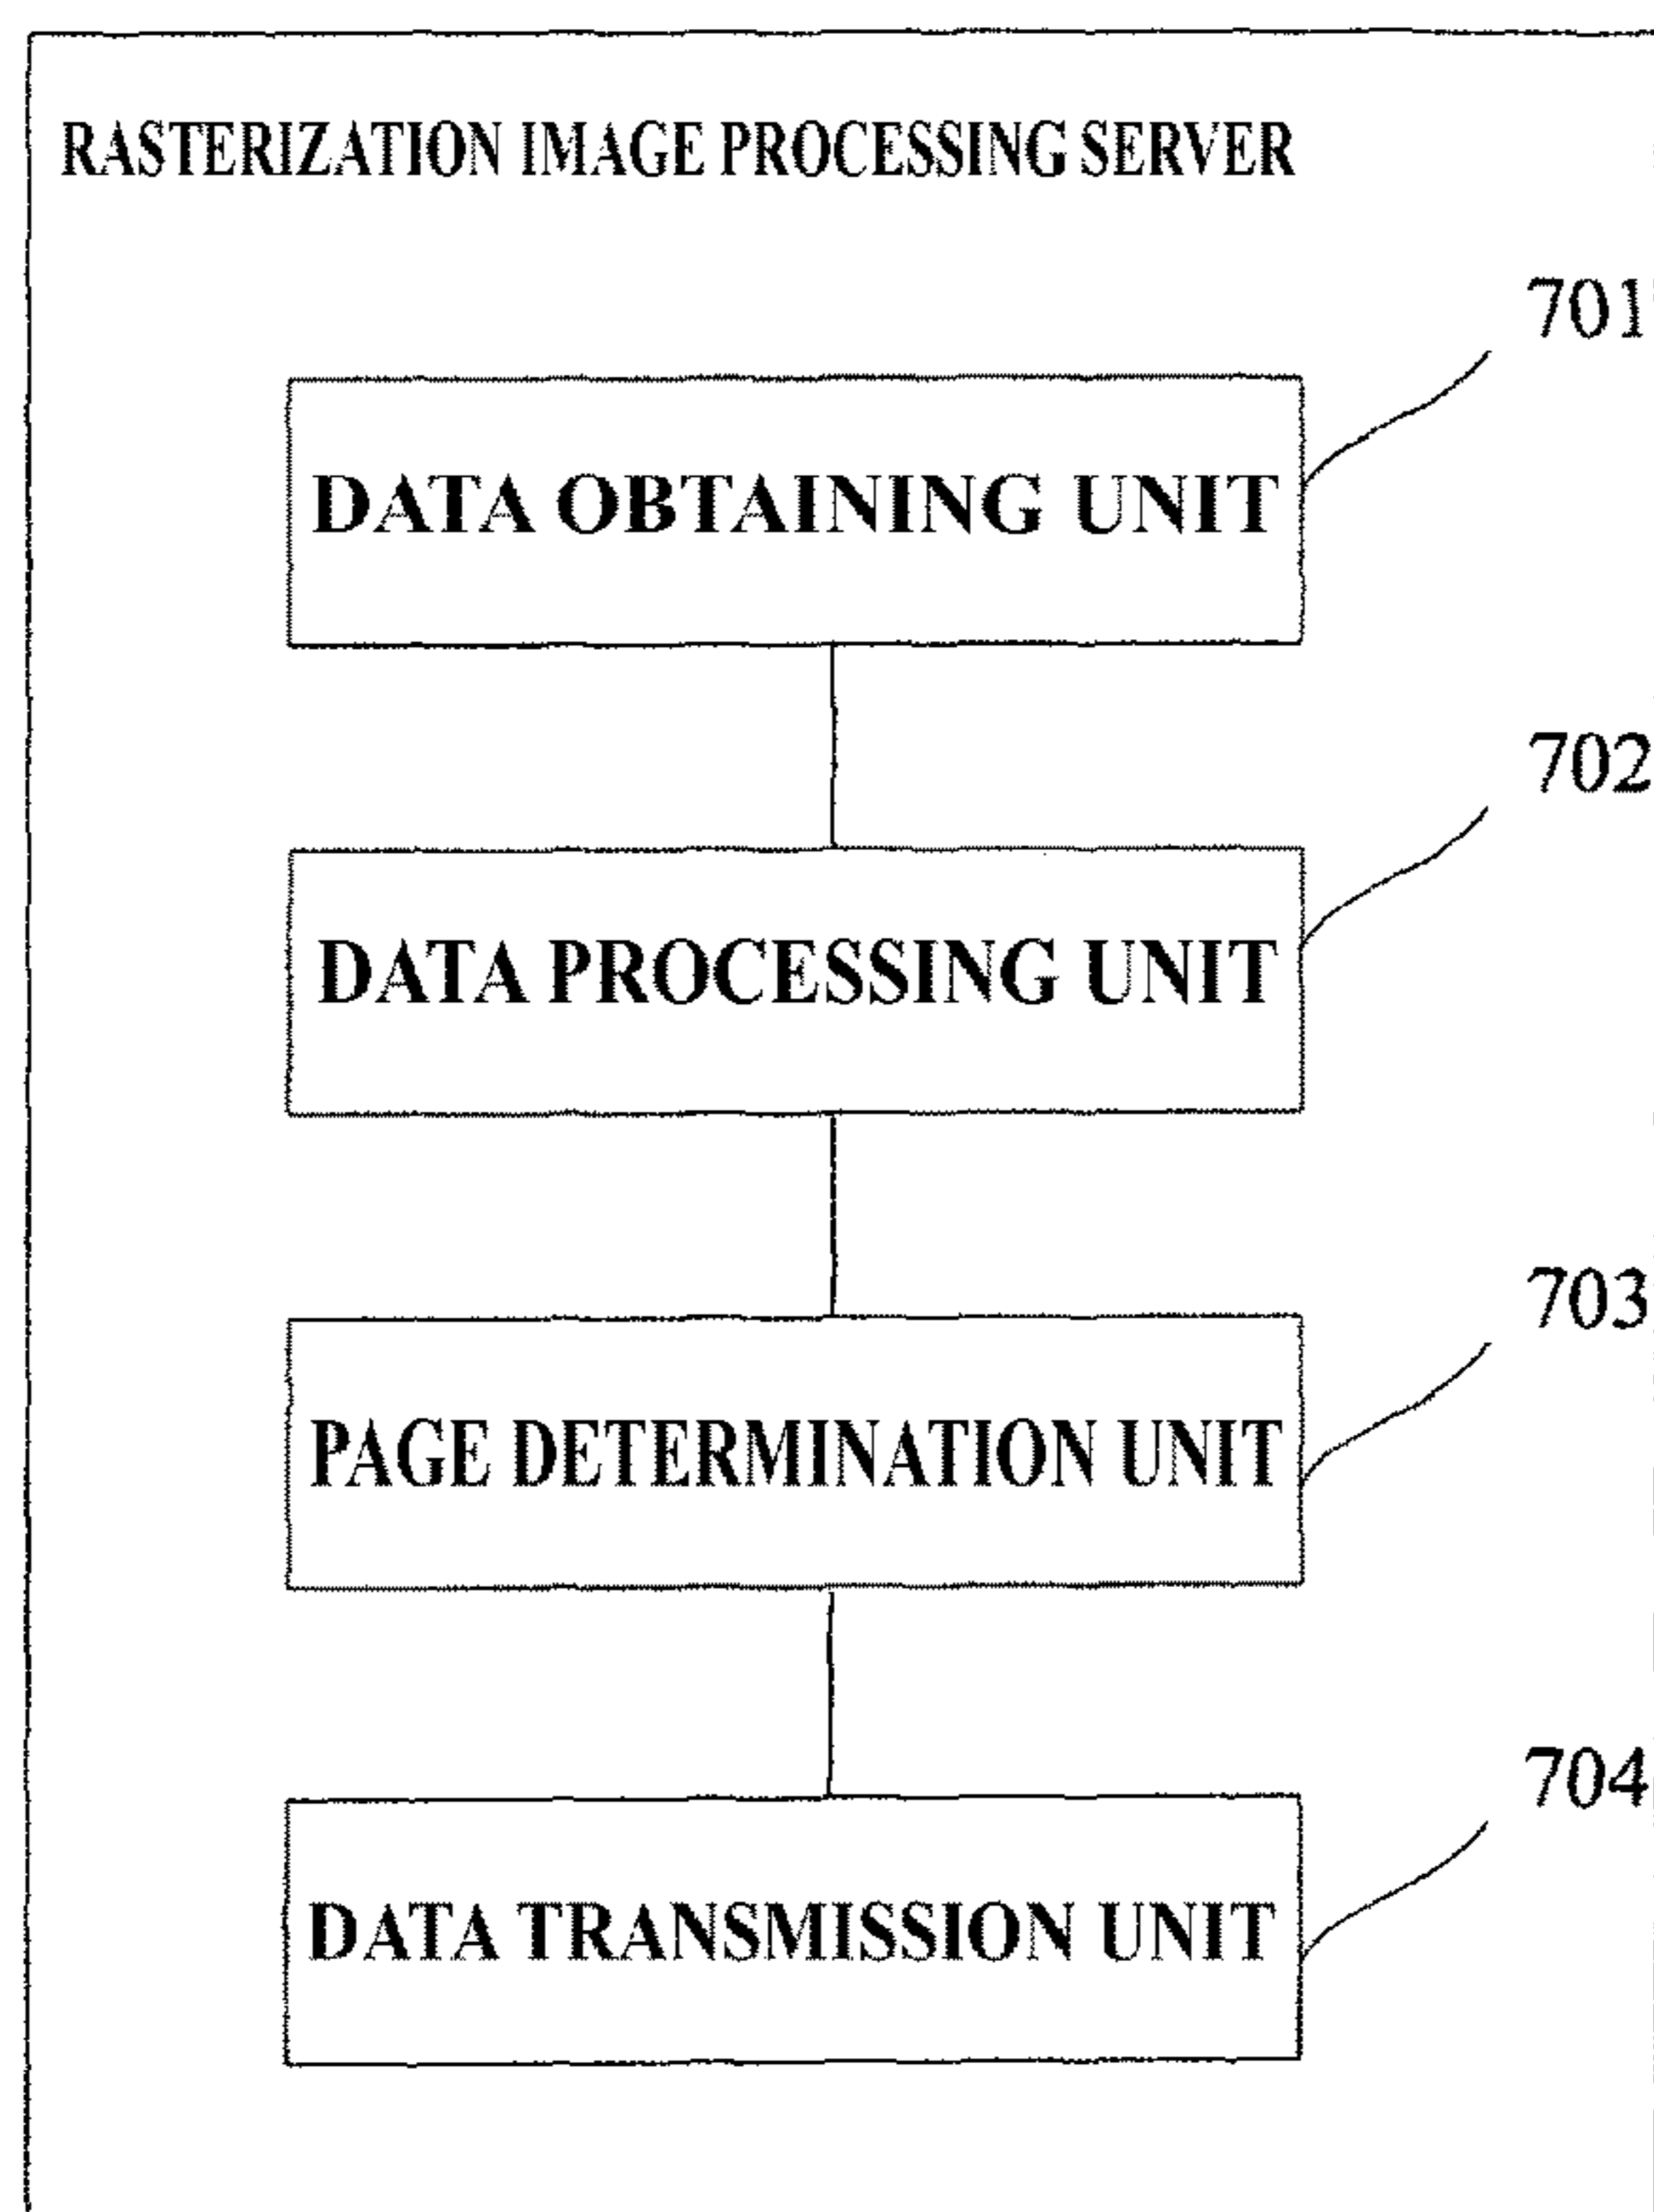 RASTERIZATION IMAGE PROCESSING SERVER
701
DATA OBTAINING UNIT
702
DATA PROCESSING UNIT
703
PAGE DETERMINATION UNIT
704
DATA TRANSMISSION UNIT